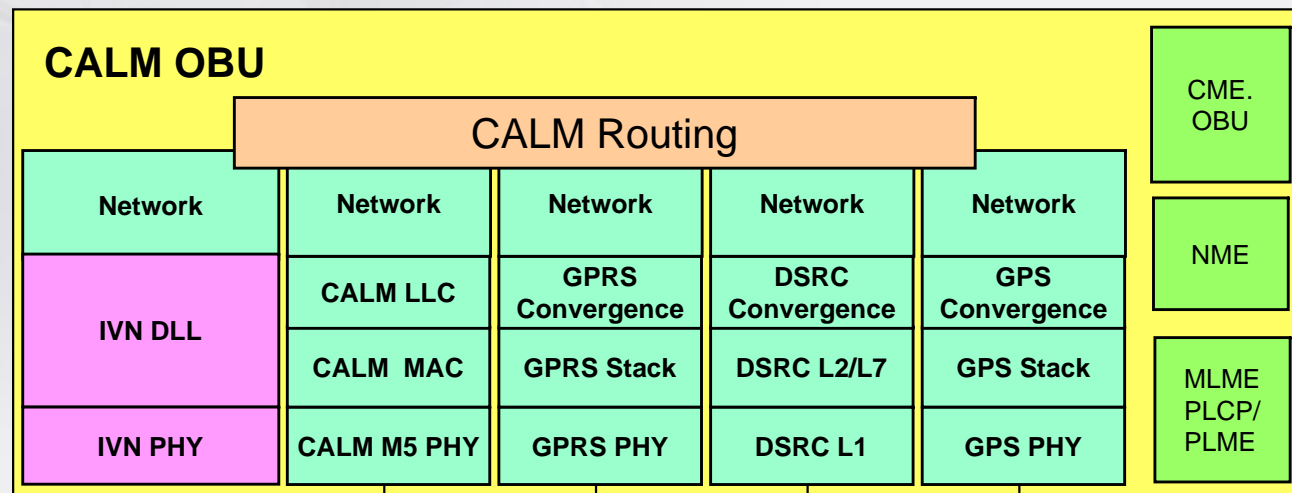 CALM OBU
CME.
OBU
CALM Routing
Network
Network
Network
Network
Network
NME
IVN DLL
CALM LLC
GPRS
Convergence
DSRC
Convergence
GPS
Convergence
CALM MAC
GPRS Stack
DSRC L2/L7
GPS Stack
MLME
PLCP/
PLME
IVN PHY
CALM M5 PHY
GPRS PHY
DSRC L1
GPS PHY